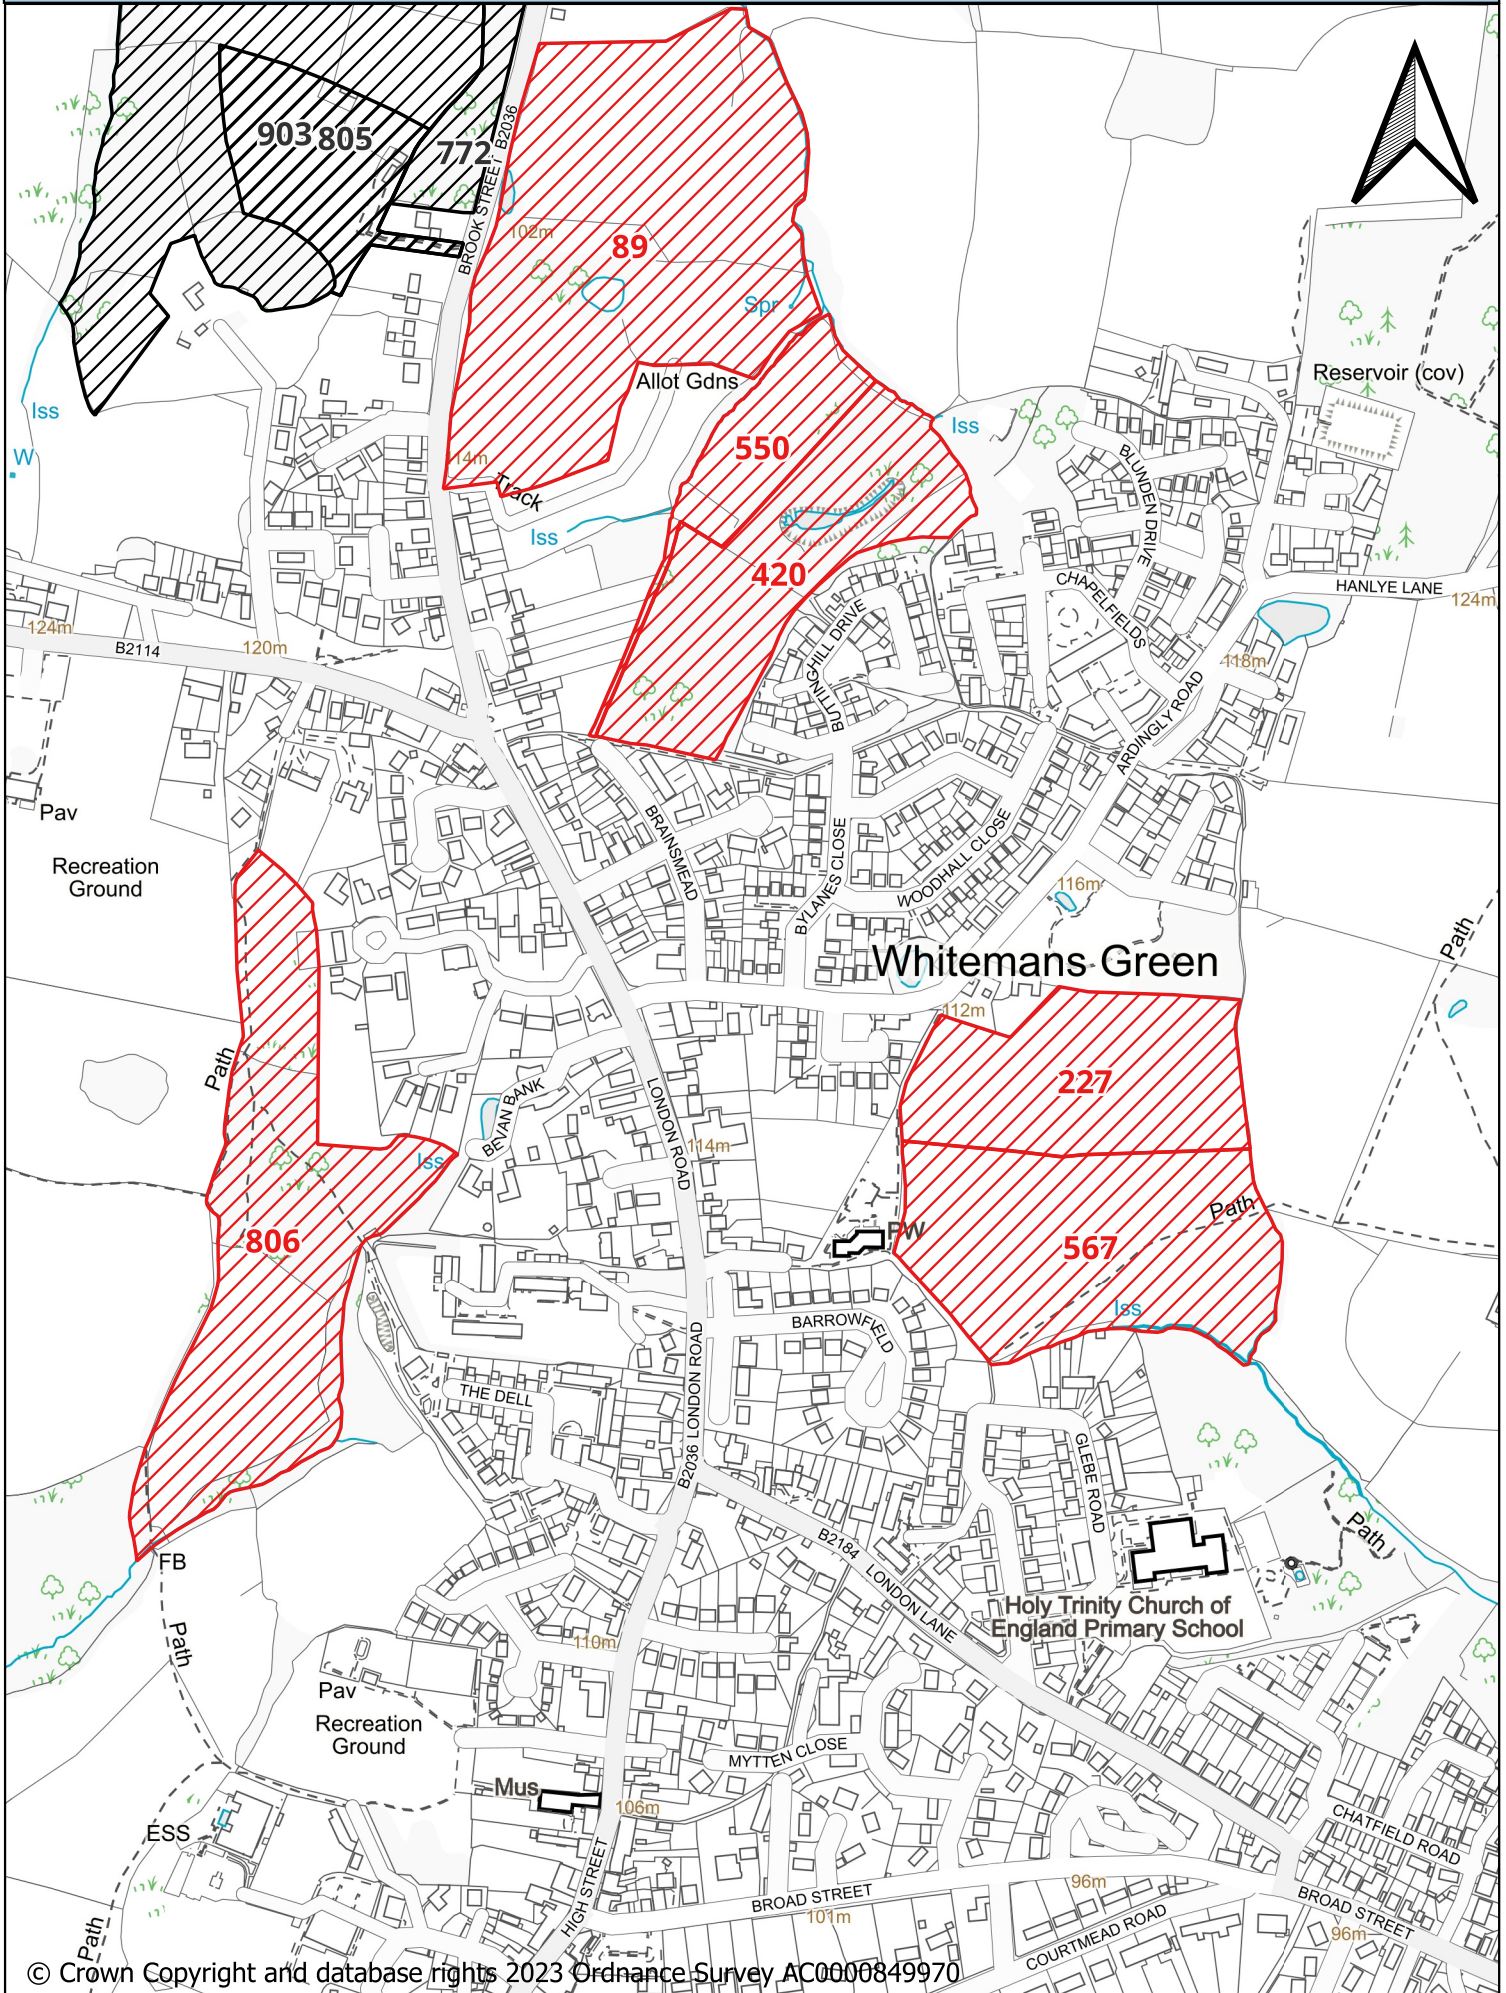 903
805
772
BROOK STREET B2036
102m
89
Spr
Allot Gdns
Iss
W
14m
Track
Iss
550
Iss
420
Reservoir (cov)
BLUNDEN DRIVE
CHAPELFIELDS
HANLYE LANE
124m
124m
B2114
120m
118m
BUTTINGHILL DRIVE
ARDINGLY ROAD
Pav
Recreation
Ground
BRAINSMEAD
BYLANES CLOSE
WOODHALL CLOSE
116m
Path
Whitemans Green
112m
Path
227
BEVAN BANK
LONDON ROAD
114m
Iss
806
PW
Path
567
Iss
BARROWFIELD
THE DELL
B2036 LONDON ROAD
GLEBE ROAD
B2184
LONDON LANE
Path
Holy Trinity Church of
England Primary School
FB
Path
110m
Pav
Recreation
Ground
MYTTEN CLOSE
Mus
106m
ESS
CHATFIELD ROAD
HIGH STREET
BROAD STREET
101m
96m
COURTMEAD ROAD
BROAD STREET
96m
Path
© Crown Copyright and database rights 2023 Ordnance Survey AC0000849970